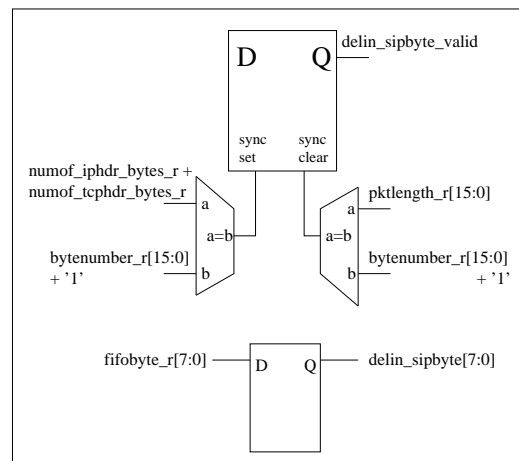 delin_sipbyte_valid
D Q
sync sync
set clear
numof_iphdr_bytes_r +
numof_tcphdr_bytes_r
a
a=b
b
bytenumber_r[15:0]
+ '1'
pktlength_r[15:0]
a
a=b
b
bytenumber_r[15:0]
+ '1'
fifobyte_r[7:0]
D Q
delin_sipbyte[7:0]